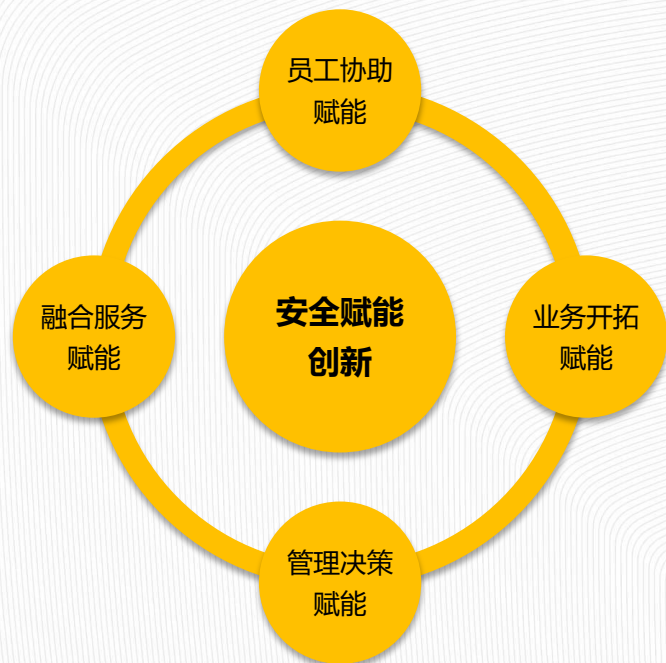 员工协助
赋能
融合服务
赋能
安全赋能
创新
业务开拓
赋能
管理决策
赋能